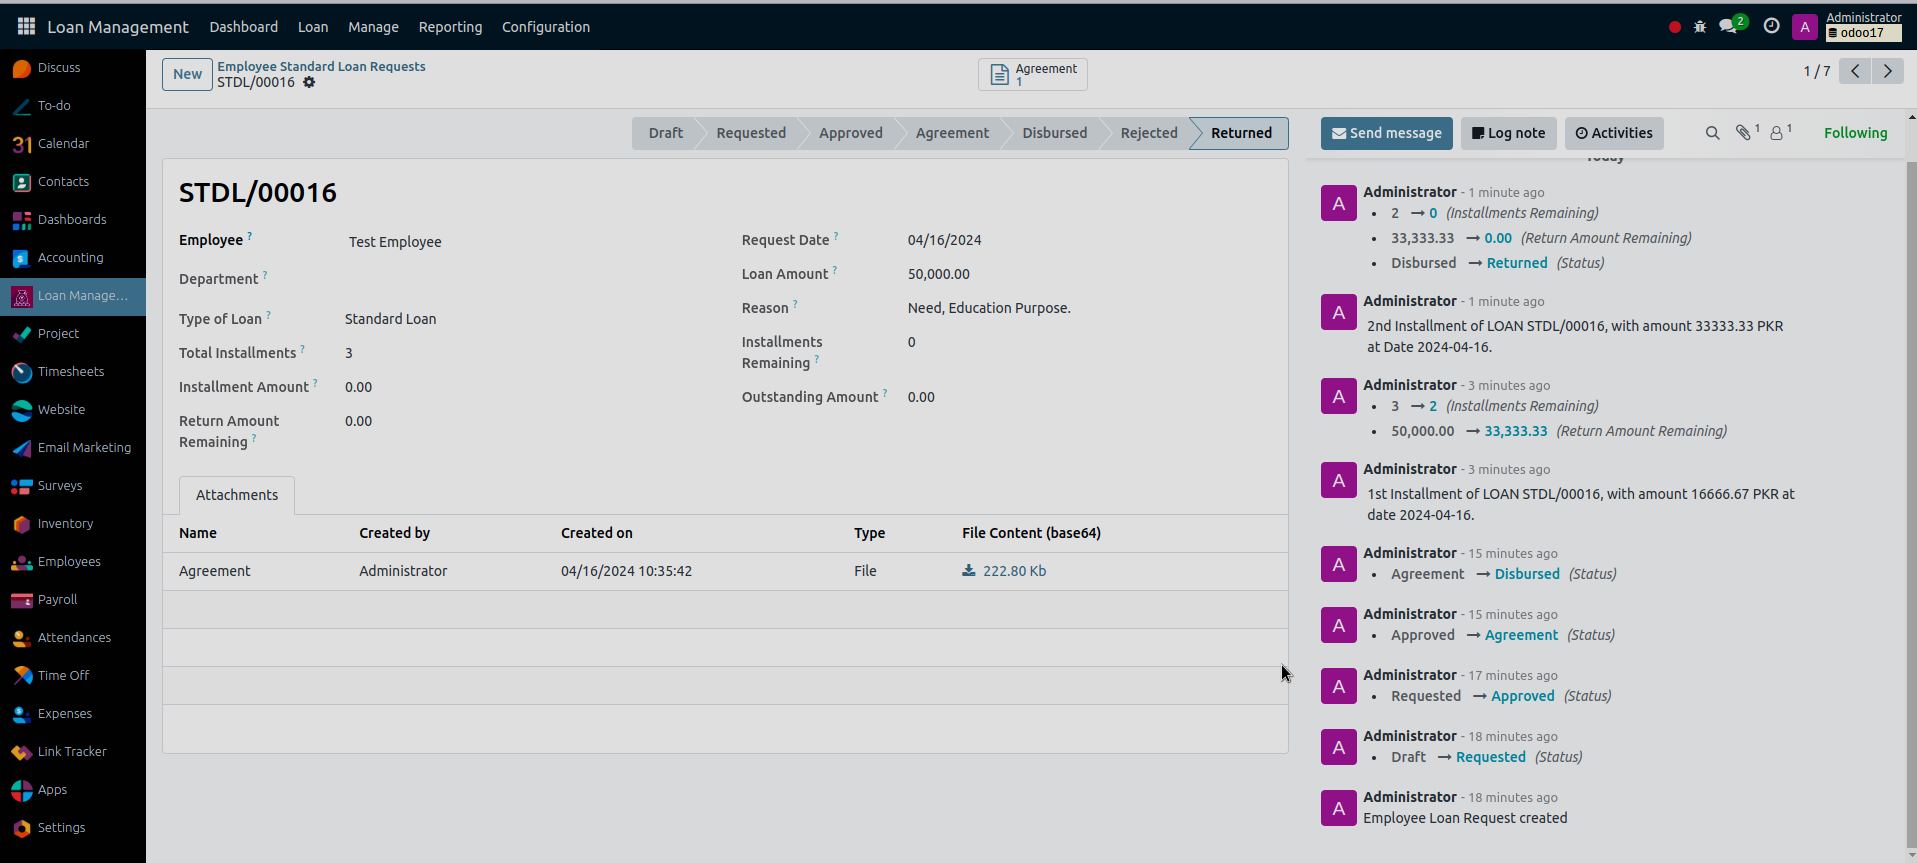 Loan Management Dashboard Loan Manage Reporting Configuration
2
A
Administrator
odoo17
Discuss
To-do
31 Calendar
Contacts
Dashboards
Accounting
Loan Manage...
Project
Timesheets
Website
Email Marketing
Surveys
Inventory
Employees
Payroll
Attendances
Time Off
Expenses
Link Tracker
Apps
Settings
New
Employee Standard Loan Requests
STDL/00016
Agreement
1
1 / 7
Draft Requested Approved Agreement Disbursed Rejected Returned
STDL/00016
Employee ? Test Employee
Department ?
Type of Loan ? Standard Loan
Total Installments ? 3
Installment Amount ? 0.00
Return Amount
Remaining ? 0.00
Request Date ? 04/16/2024
Loan Amount ? 50,000.00
Reason ? Need, Education Purpose.
Installments
Remaining ? 0
Outstanding Amount ? 0.00
Attachments
Name Created by Created on Type File Content (base64)
Agreement Administrator 04/16/2024 10:35:42 File 222.80 Kb
Send message Log note Activities 1 1 Following
Today
A Administrator - 1 minute ago
• 2 → 0 (Installments Remaining)
• 33,333.33 → 0.00 (Return Amount Remaining)
• Disbursed → Returned (Status)
A Administrator - 1 minute ago
2nd Installment of LOAN STDL/00016, with amount 33333.33 PKR
at Date 2024-04-16.
A Administrator - 3 minutes ago
• 3 → 2 (Installments Remaining)
• 50,000.00 → 33,333.33 (Return Amount Remaining)
A Administrator - 3 minutes ago
1st Installment of LOAN STDL/00016, with amount 16666.67 PKR at
date 2024-04-16.
A Administrator - 15 minutes ago
• Agreement → Disbursed (Status)
A Administrator - 15 minutes ago
• Approved → Agreement (Status)
A Administrator - 17 minutes ago
• Requested → Approved (Status)
A Administrator - 18 minutes ago
• Draft → Requested (Status)
A Administrator - 18 minutes ago
Employee Loan Request created